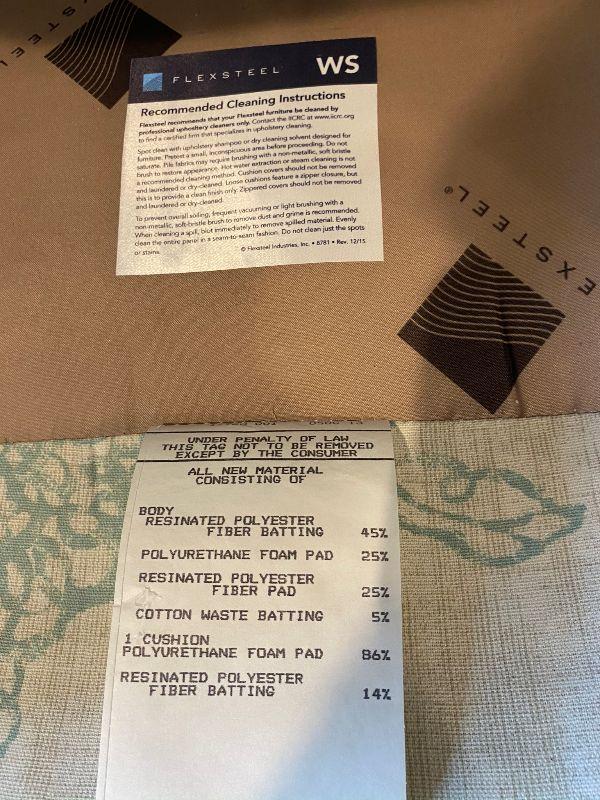 FLEXSTEEL WS
Recommended Cleaning Instructions
Flexsteel recommends that your Flexsteel furniture be cleaned by
professional upholstery cleaners only. Contact the IICRC at www.iicrc.org
to find a certified firm that specializes in upholstery cleaning.
Spot clean with upholstery shampoo or dry cleaning solvent designed for
furniture. Pretest a small, inconspicuous area before proceeding. Do not
saturate. Pile fabrics may require brushing with a non-metallic, soft bristle
brush to restore appearance. Hot water extraction or steam cleaning is not
a recommended cleaning method. Cushion covers should not be removed
and laundered or dry-cleaned. Loose cushions feature a zipper closure, but
this is to provide a clean finish only. Zippered covers should not be removed
and laundered or dry-cleaned.
To prevent overall soiling, frequent vacuuming or light brushing with a
non-metallic, soft-bristle brush to remove dust and grime is recommended.
When cleaning a spill, blot immediately to remove spilled material. Evenly
clean the entire panel in a seam-to-seam fashion. Do not clean just the spots
or stains.
© Flexsteel Industries, Inc. • 8781 • Rev. 12/15
EXSTEEL®
UNDER PENALTY OF LAW
THIS TAG NOT TO BE REMOVED
EXCEPT BY THE CONSUMER
ALL NEW MATERIAL
CONSISTING OF
BODY
RESINATED POLYESTER
FIBER BATTING 45%
POLYURETHANE FOAM PAD 25%
RESINATED POLYESTER
FIBER PAD 25%
COTTON WASTE BATTING 5%
1 CUSHION
POLYURETHANE FOAM PAD 86%
RESINATED POLYESTER
FIBER BATTING 14%